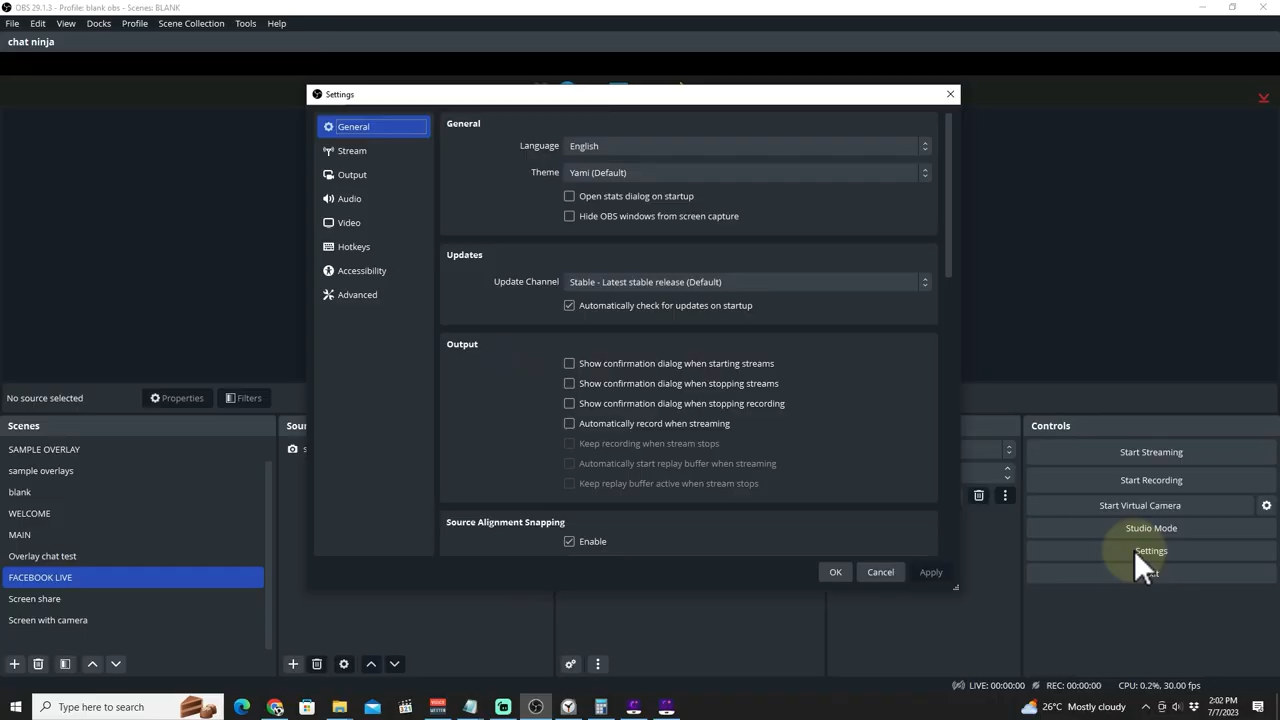 OBS 29.1.3 - Profile: blank obs - Scenes: BLANK
File Edit View Docks Profile Scene Collection Tools Help
chat ninja
Settings
General
Stream
Output
Audio
Video
Hotkeys
Accessibility
Advanced
General
Language English
Theme Yami (Default)
Open stats dialog on startup
Hide OBS windows from screen capture
Updates
Update Channel Stable - Latest stable release (Default)
Automatically check for updates on startup
Output
Show confirmation dialog when starting streams
Show confirmation dialog when stopping streams
Show confirmation dialog when stopping recording
Automatically record when streaming
Keep recording when stream stops
Automatically start replay buffer when streaming
Keep replay buffer active when stream stops
Source Alignment Snapping
Enable
OK Cancel Apply
No source selected Properties Filters
Scenes
SAMPLE OVERLAY
sample overlays
blank
WELCOME
MAIN
Overlay chat test
FACEBOOK LIVE
Screen share
Screen with camera
Controls
Start Streaming
Start Recording
Start Virtual Camera
Studio Mode
Settings
LIVE: 00:00:00 REC: 00:00:00 CPU: 0.2%, 30.00 fps
Type here to search
26°C Mostly cloudy
2:02 PM
7/7/2023